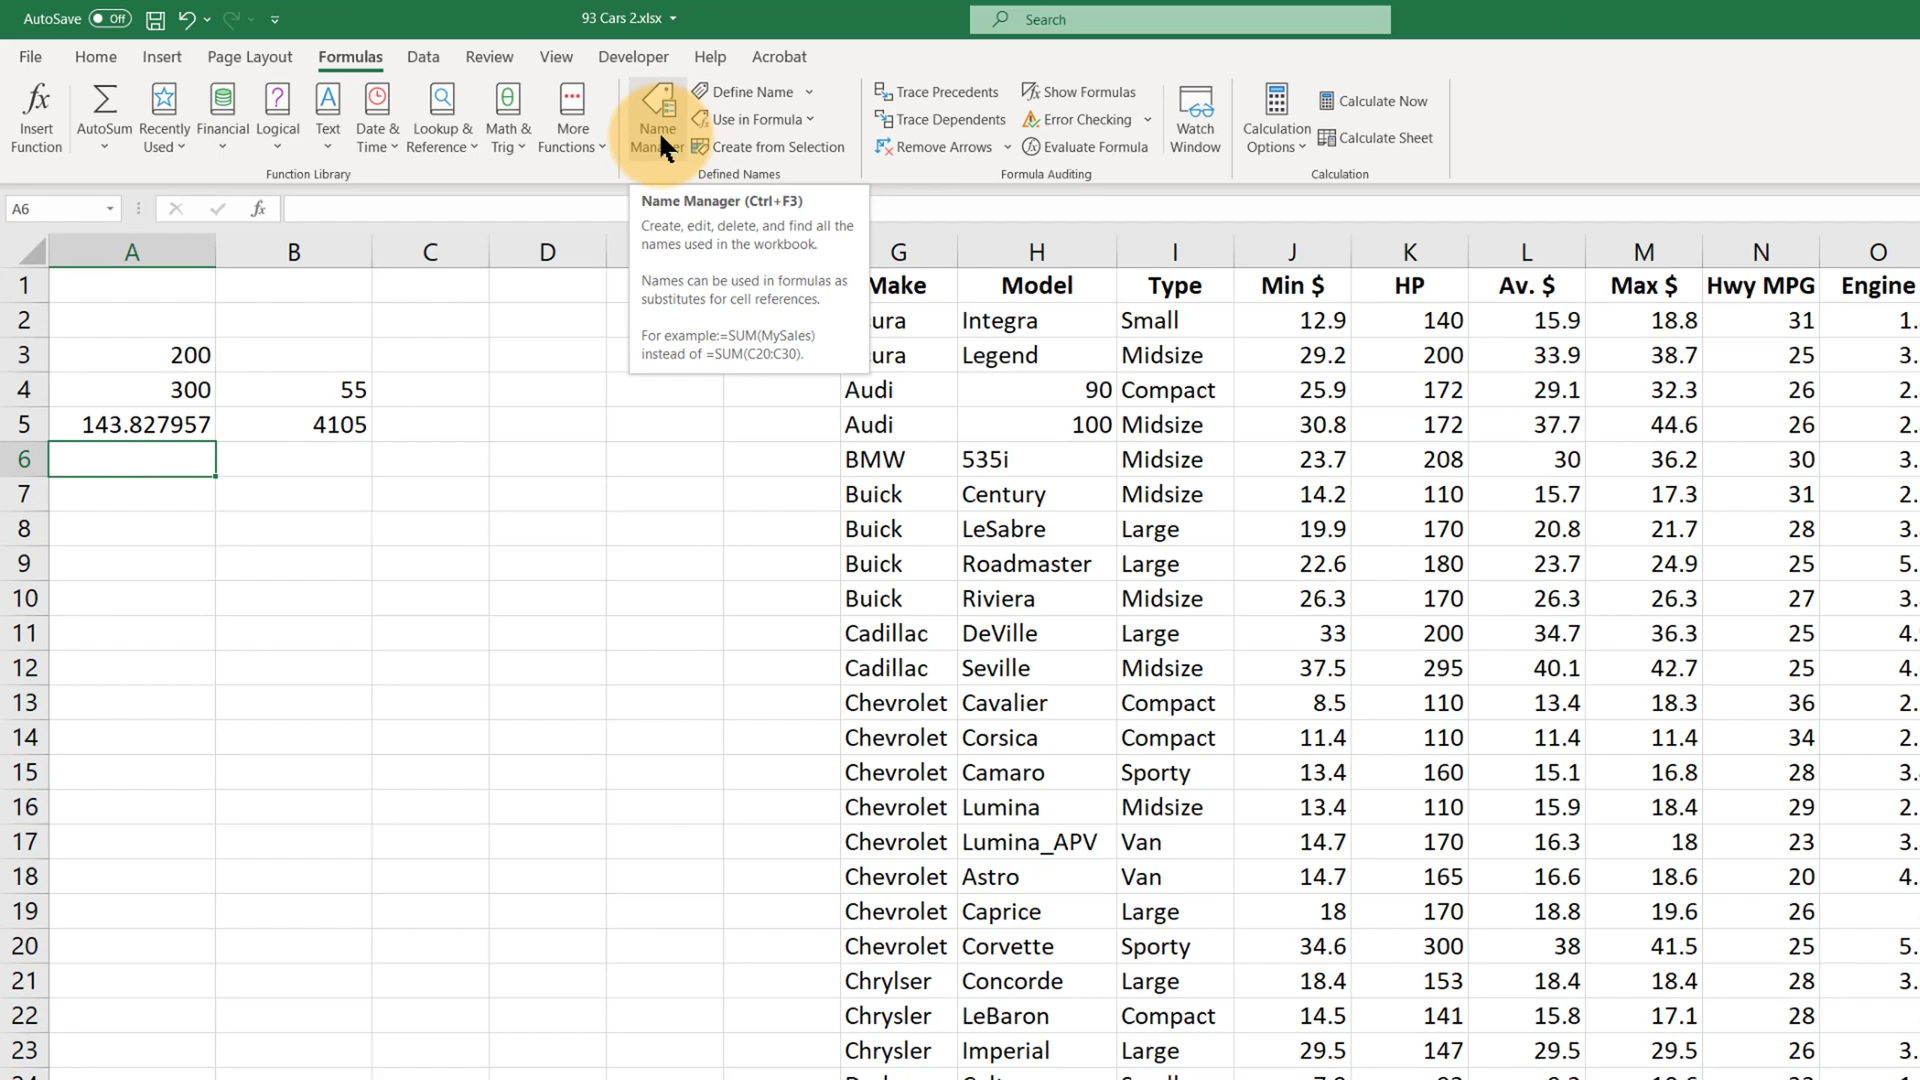 AutoSave Off 93 Cars 2.xlsx Search
File Home Insert Page Layout Formulas Data Review View Developer Help Acrobat
fx Insert Function
AutoSum
Recently Used
Financial
Logical
Text
Date & Time
Lookup & Reference
Math & Trig
More Functions
Function Library
Name Manager
Define Name
Use in Formula
Create from Selection
Defined Names
Trace Precedents
Trace Dependents
Remove Arrows
Show Formulas
Error Checking
Evaluate Formula
Formula Auditing
Watch Window
Calculation Options
Calculate Now
Calculate Sheet
Calculation
A6 fx
Name Manager (Ctrl+F3)
Create, edit, delete, and find all the
names used in the workbook.
Names can be used in formulas as
substitutes for cell references.
For example:=SUM(MySales)
instead of =SUM(C20:C30).
A B C D G H I J K L M N O
1 Make Model Type Min $ HP Av. $ Max $ Hwy MPG Engine
2 ura Integra Small 12.9 140 15.9 18.8 31 1.
3 200 ura Legend Midsize 29.2 200 33.9 38.7 25 3.
4 300 55 Audi 90 Compact 25.9 172 29.1 32.3 26 2.
5 143.827957 4105 Audi 100 Midsize 30.8 172 37.7 44.6 26 2.
6 BMW 535i Midsize 23.7 208 30 36.2 30 3.
7 Buick Century Midsize 14.2 110 15.7 17.3 31 2.
8 Buick LeSabre Large 19.9 170 20.8 21.7 28 3.
9 Buick Roadmaster Large 22.6 180 23.7 24.9 25 5.
10 Buick Riviera Midsize 26.3 170 26.3 26.3 27 3.
11 Cadillac DeVille Large 33 200 34.7 36.3 25 4.
12 Cadillac Seville Midsize 37.5 295 40.1 42.7 25 4.
13 Chevrolet Cavalier Compact 8.5 110 13.4 18.3 36 2.
14 Chevrolet Corsica Compact 11.4 110 11.4 11.4 34 2.
15 Chevrolet Camaro Sporty 13.4 160 15.1 16.8 28 3.
16 Chevrolet Lumina Midsize 13.4 110 15.9 18.4 29 2.
17 Chevrolet Lumina_APV Van 14.7 170 16.3 18 23 3.
18 Chevrolet Astro Van 14.7 165 16.6 18.6 20 4.
19 Chevrolet Caprice Large 18 170 18.8 19.6 26
20 Chevrolet Corvette Sporty 34.6 300 38 41.5 25 5.
21 Chrylser Concorde Large 18.4 153 18.4 18.4 28 3.
22 Chrysler LeBaron Compact 14.5 141 15.8 17.1 28
23 Chrysler Imperial Large 29.5 147 29.5 29.5 26 3.